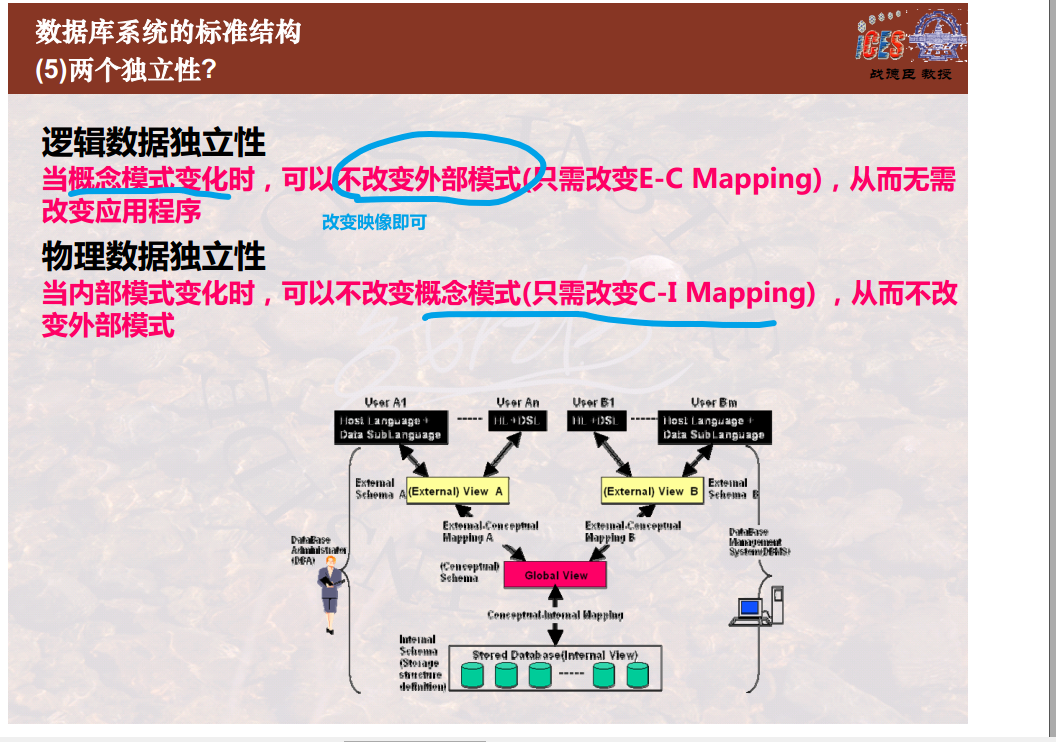 数据库系统的标准结构
(5)两个独立性?
iCES
战德臣 教授
逻辑数据独立性
当概念模式变化时，可以不改变外部模式(只需改变E-C Mapping)，从而无需
改变应用程序
改变映像即可
物理数据独立性
当内部模式变化时，可以不改变概念模式(只需改变C-I Mapping) ，从而不改
变外部模式
User A1
User An
User B1
User Bm
Host Language +
Data SubLanguage
-----
HL+DSL
HL+DSL
-----
Host Language +
Data SubLanguage
External
Schema A
(External) View A
(External) View B
External
Schema B
External-Conceptual
Mapping A
External-Conceptual
Mapping B
DataBase
Administrator
(DBA)
DataBase
Management
System(DBMS)
(Conceptual)
Schema
Global View
Conceptual-Internal Mapping
Internal
Schema
(Storage
structure
definition)
Stored Database(Internal View)
-----